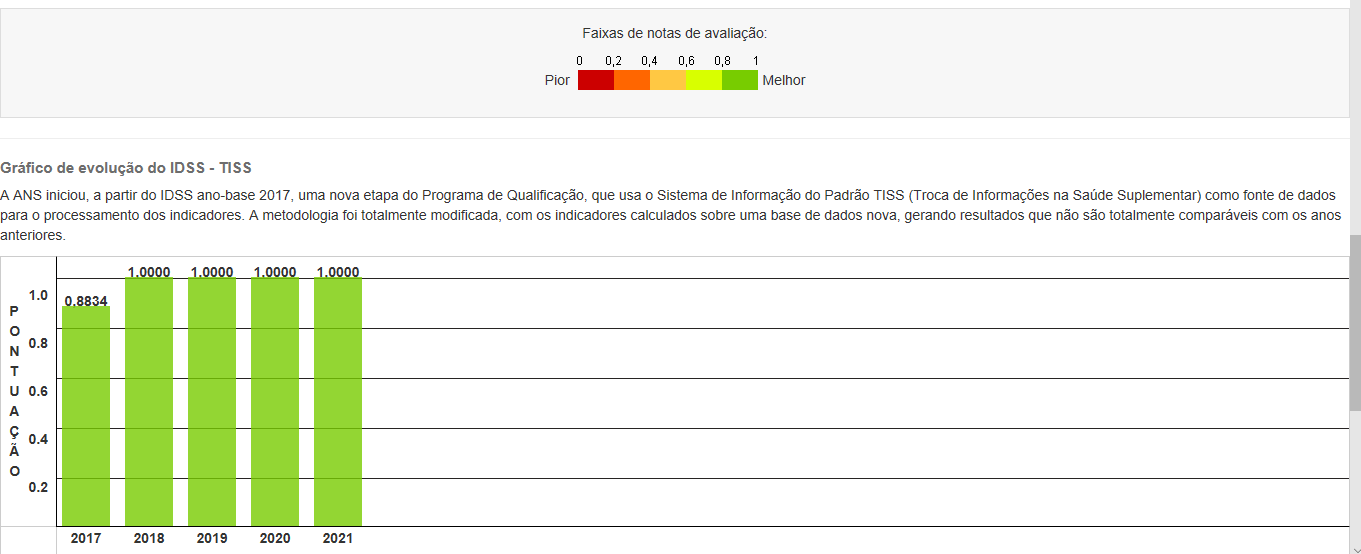 Faixas de notas de avaliação:
0 0,2 0,4 0,6 0,8 1
Pior Melhor
Gráfico de evolução do IDSS - TISS
A ANS iniciou, a partir do IDSS ano-base 2017, uma nova etapa do Programa de Qualificação, que usa o Sistema de Informação do Padrão TISS (Troca de Informações na Saúde Suplementar) como fonte de dados
para o processamento dos indicadores. A metodologia foi totalmente modificada, com os indicadores calculados sobre uma base de dados nova, gerando resultados que não são totalmente comparáveis com os anos
anteriores.
PONTUAÇÃO
1.0
0.8
0.6
0.4
0.2
0.8834 1.0000 1.0000 1.0000 1.0000
2017 2018 2019 2020 2021